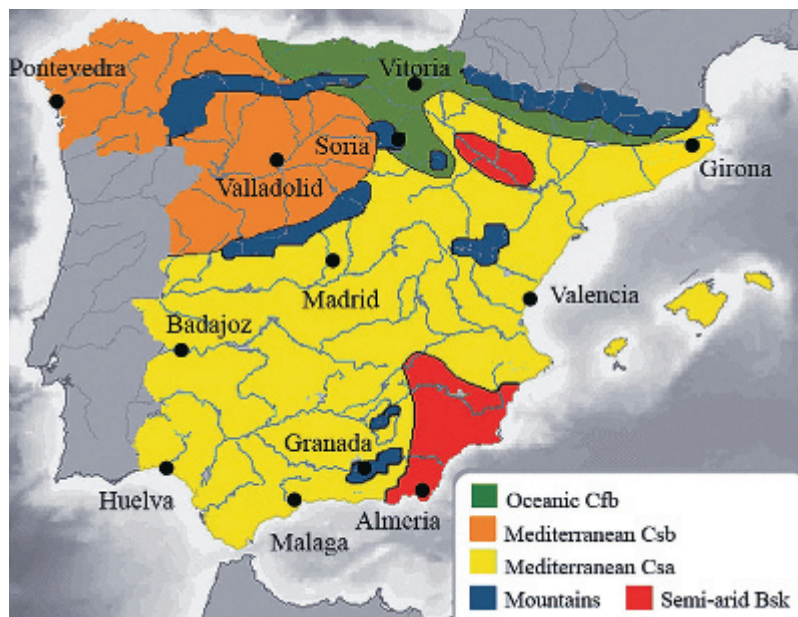 Pontevedra
Vitoria
Soria
Girona
Valladolid
Madrid
Valencia
Badajoz
Granada
Huelva
Almeria
Malaga
Oceanic Cfb
Mediterranean Csb
Mediterranean Csa
Mountains
Semi-arid Bsk